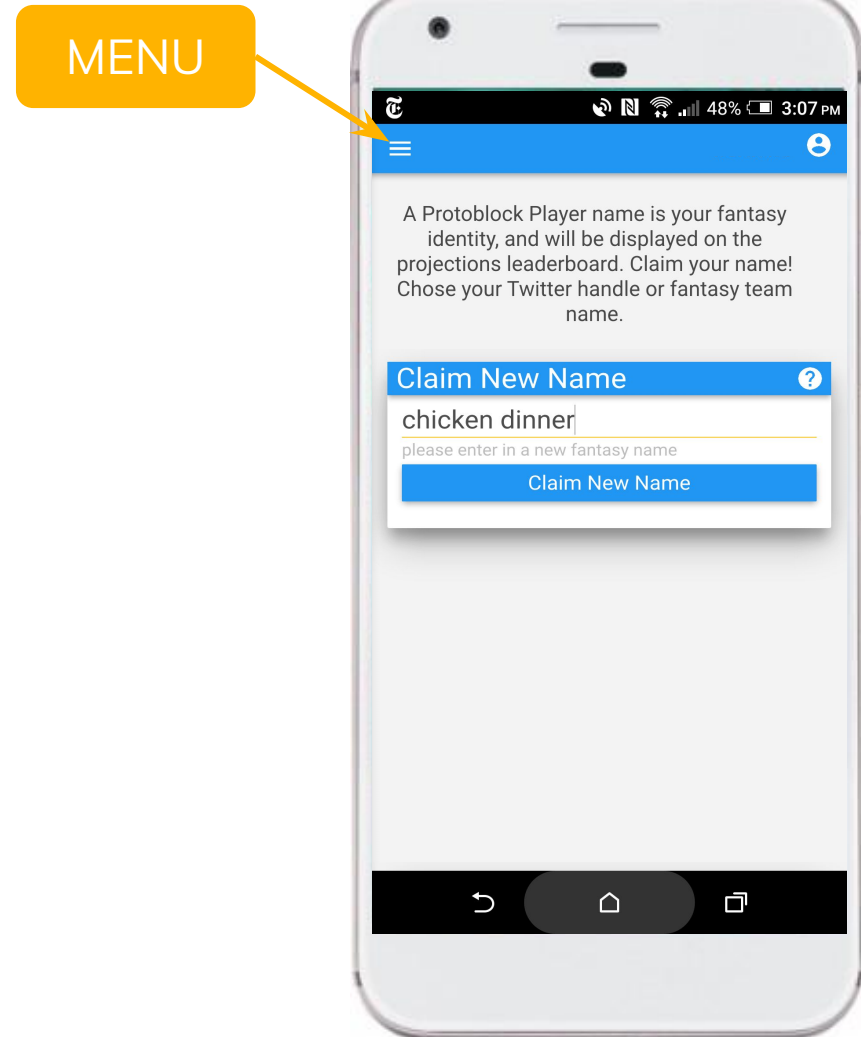 MENU
48% 3:07 PM
A Protoblock Player name is your fantasy
identity, and will be displayed on the
projections leaderboard. Claim your name!
Chose your Twitter handle or fantasy team
name.
Claim New Name ?
chicken dinner
please enter in a new fantasy name
Claim New Name